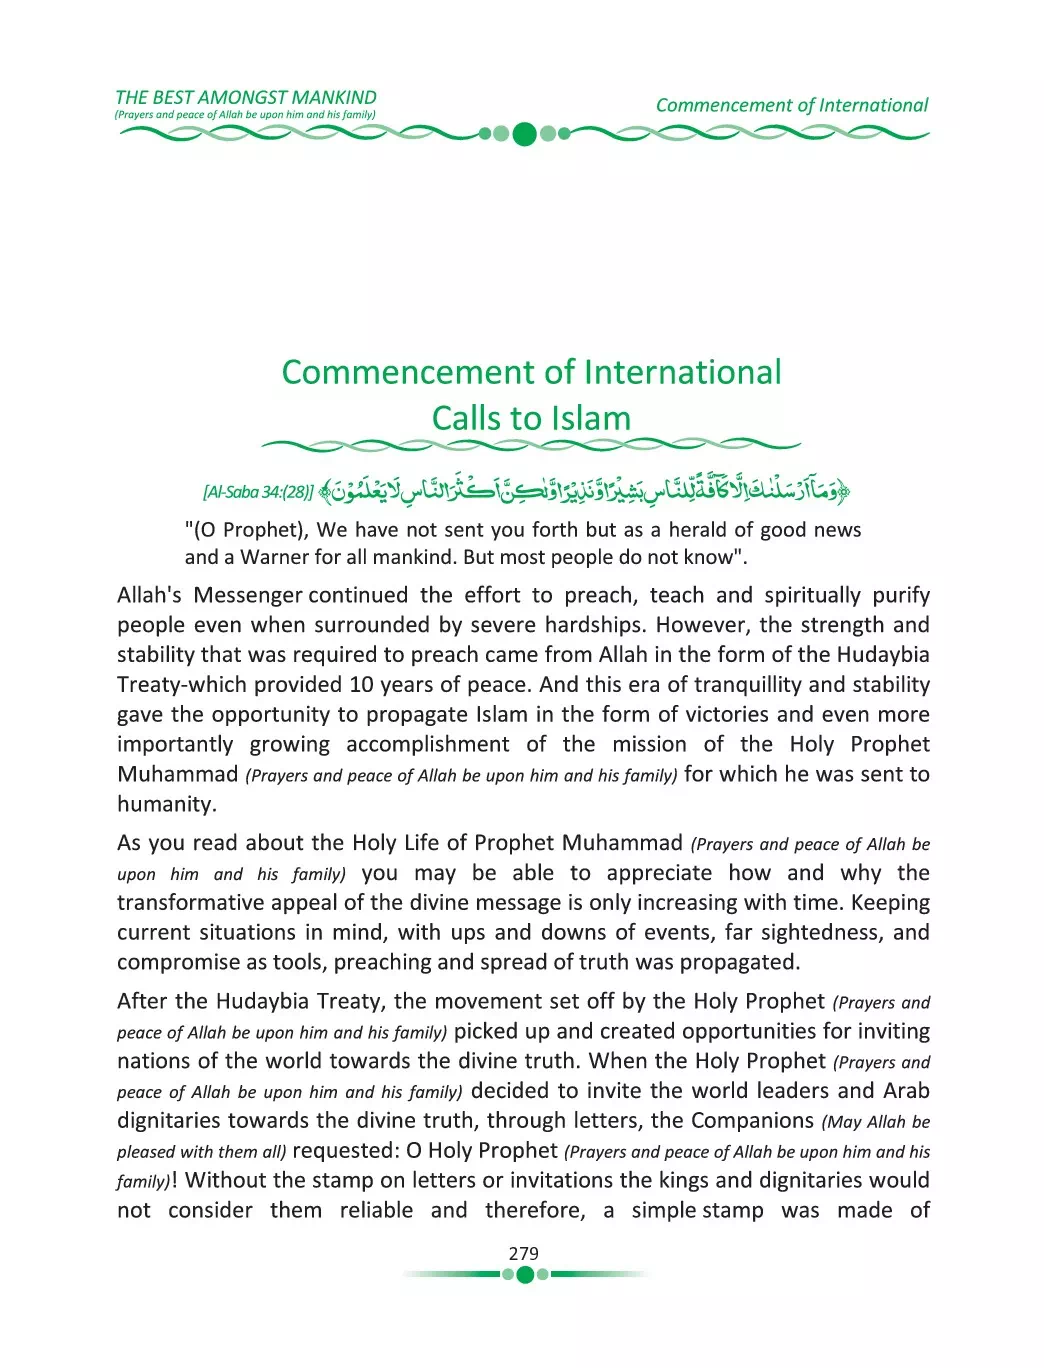 THE BEST AMONGST MANKIND
(Prayers and peace of Allah be upon him and his family)
Commencement of International
Commencement of International
Calls to Islam
﴿وَمَاۤ اَرْسَلْنٰكَ اِلَّا كَآفَّةً لِّلنَّاسِ بَشِيْرًا وَّنَذِيْرًا وَّلٰكِنَّ اَكْثَرَ النَّاسِ لَا يَعْلَمُوْنَ﴾ [Al-Saba 34:(28)]
"(O Prophet), We have not sent you forth but as a herald of good news
and a Warner for all mankind. But most people do not know".
Allah's Messenger continued the effort to preach, teach and spiritually purify
people even when surrounded by severe hardships. However, the strength and
stability that was required to preach came from Allah in the form of the Hudaybia
Treaty-which provided 10 years of peace. And this era of tranquillity and stability
gave the opportunity to propagate Islam in the form of victories and even more
importantly growing accomplishment of the mission of the Holy Prophet
Muhammad (Prayers and peace of Allah be upon him and his family) for which he was sent to
humanity.
As you read about the Holy Life of Prophet Muhammad (Prayers and peace of Allah be
upon him and his family) you may be able to appreciate how and why the
transformative appeal of the divine message is only increasing with time. Keeping
current situations in mind, with ups and downs of events, far sightedness, and
compromise as tools, preaching and spread of truth was propagated.
After the Hudaybia Treaty, the movement set off by the Holy Prophet (Prayers and
peace of Allah be upon him and his family) picked up and created opportunities for inviting
nations of the world towards the divine truth. When the Holy Prophet (Prayers and
peace of Allah be upon him and his family) decided to invite the world leaders and Arab
dignitaries towards the divine truth, through letters, the Companions (May Allah be
pleased with them all) requested: O Holy Prophet (Prayers and peace of Allah be upon him and his
family)! Without the stamp on letters or invitations the kings and dignitaries would
not consider them reliable and therefore, a simple stamp was made of
279